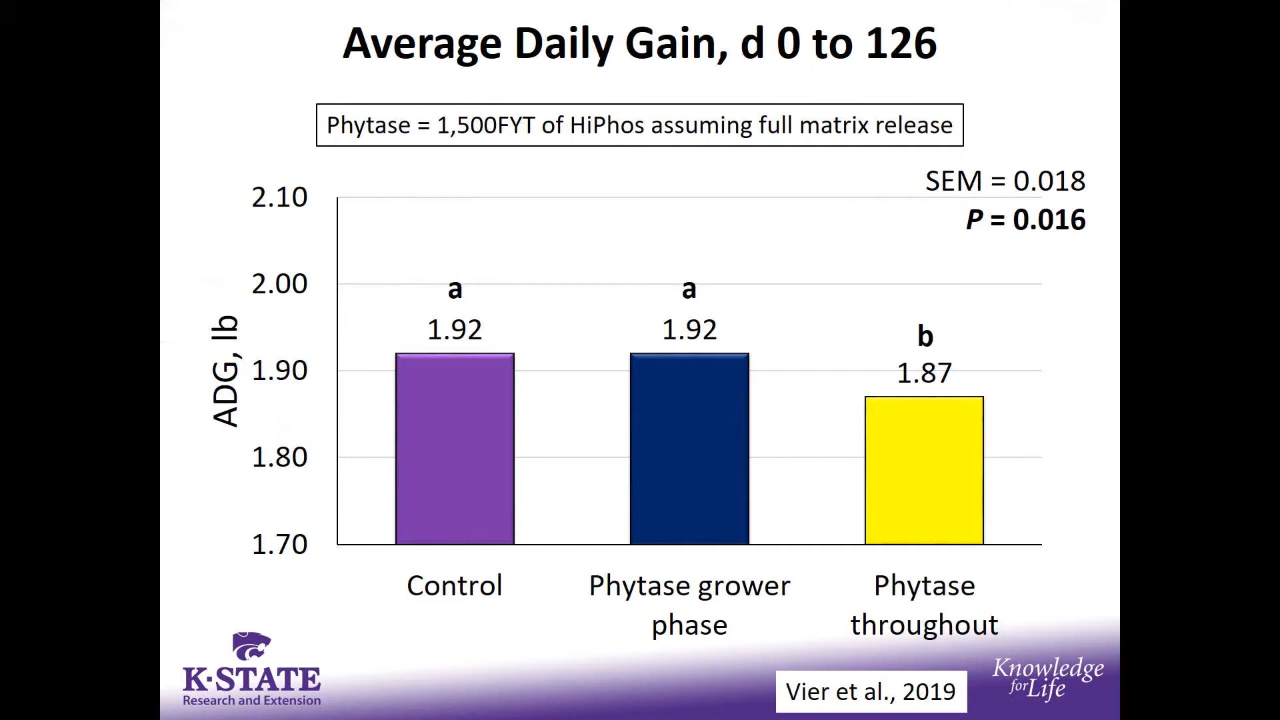 Average Daily Gain, d 0 to 126
Phytase = 1,500FYT of HiPhos assuming full matrix release
SEM = 0.018
P = 0.016
2.10
2.00
1.90
1.80
1.70
ADG, lb
a
1.92
a
1.92
b
1.87
Control
Phytase grower
phase
Phytase
throughout
K-STATE
Research and Extension
Vier et al., 2019
Knowledge
for Life